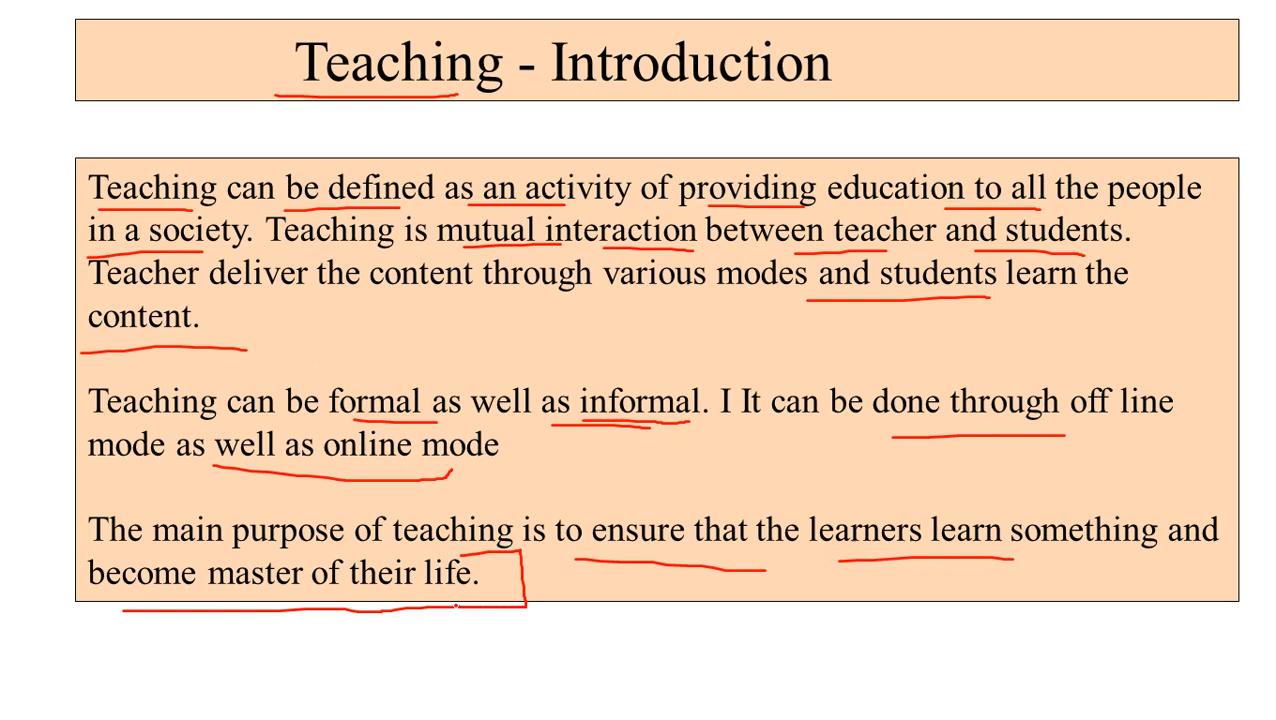 Teaching - Introduction
Teaching can be defined as an activity of providing education to all the people
in a society. Teaching is mutual interaction between teacher and students.
Teacher deliver the content through various modes and students learn the
content.
Teaching can be formal as well as informal. I It can be done through off line
mode as well as online mode
The main purpose of teaching is to ensure that the learners learn something and
become master of their life.